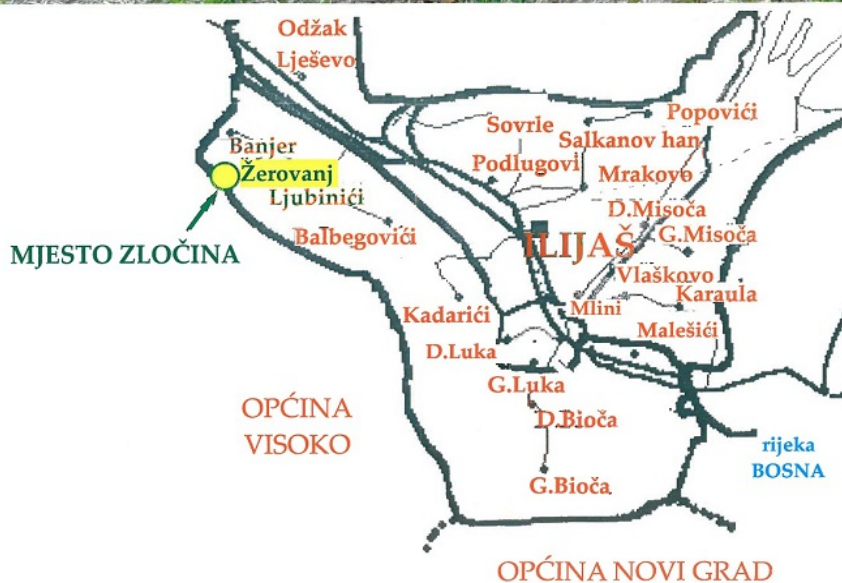 Odžak
Lješevo
Sovrle
Popovići
Salkanov han
Banjer
Podlugovi
Mrakovo
Žerovanj
Ljubinići
D.Misoča
MJESTO ZLOČINA
Balbegovići
ILIJAŠ
G.Misoča
Vlaškovo
Karaula
Kadarići
Mlini
Malešići
D.Luka
G.Luka
OPĆINA
VISOKO
D.Bioča
rijeka
BOSNA
G.Bioča
OPĆINA NOVI GRAD